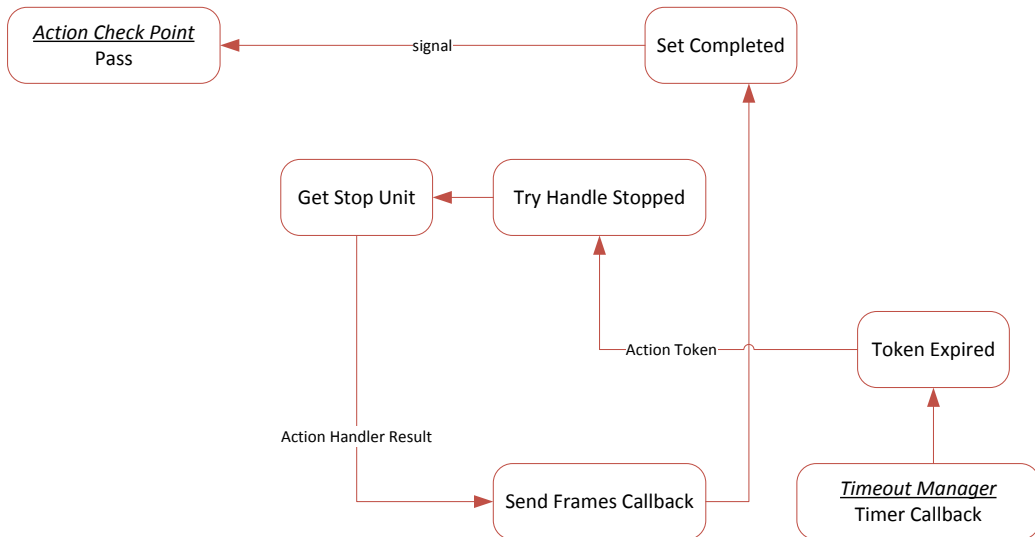 Action Check Point
Pass
signal
Set Completed
Get Stop Unit
Try Handle Stopped
Action Token
Token Expired
Action Handler Result
Send Frames Callback
Timeout Manager
Timer Callback